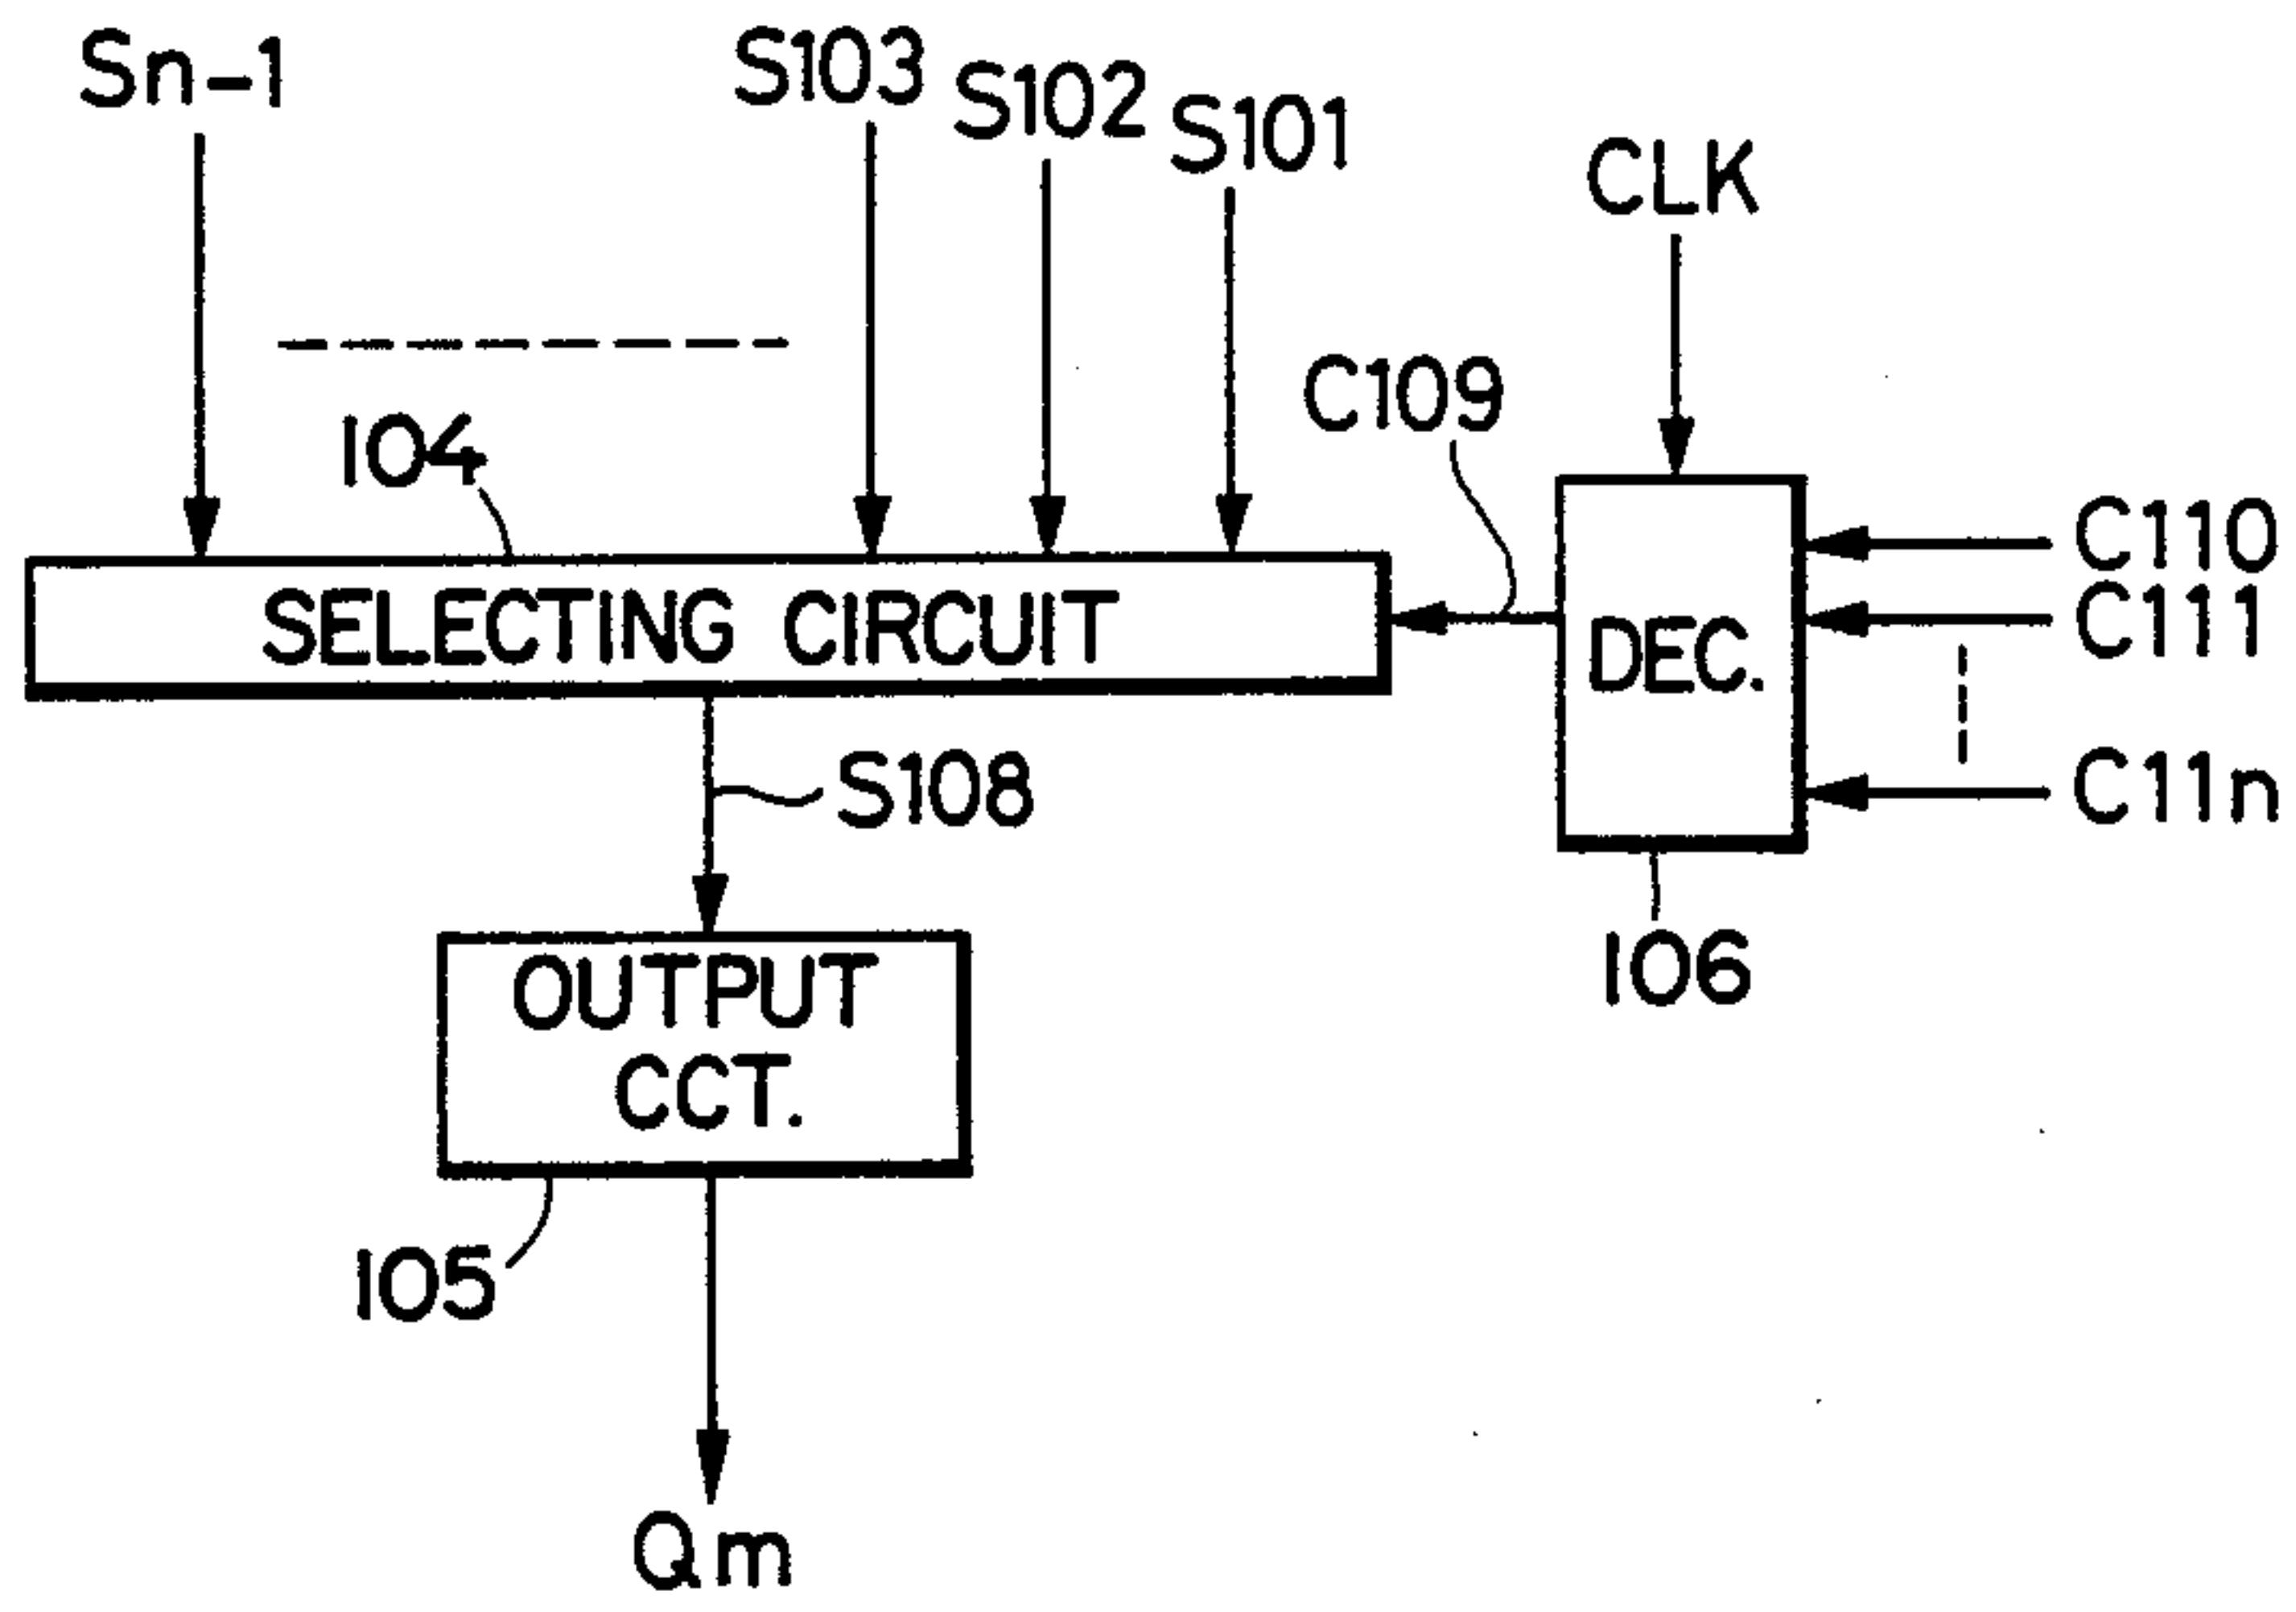 Sn-1
S103
S102
S101
CLK
C109
104
C110
SELECTING CIRCUIT
DEC.
C111
S108
C11n
OUTPUT
CCT.
106
105
Qm